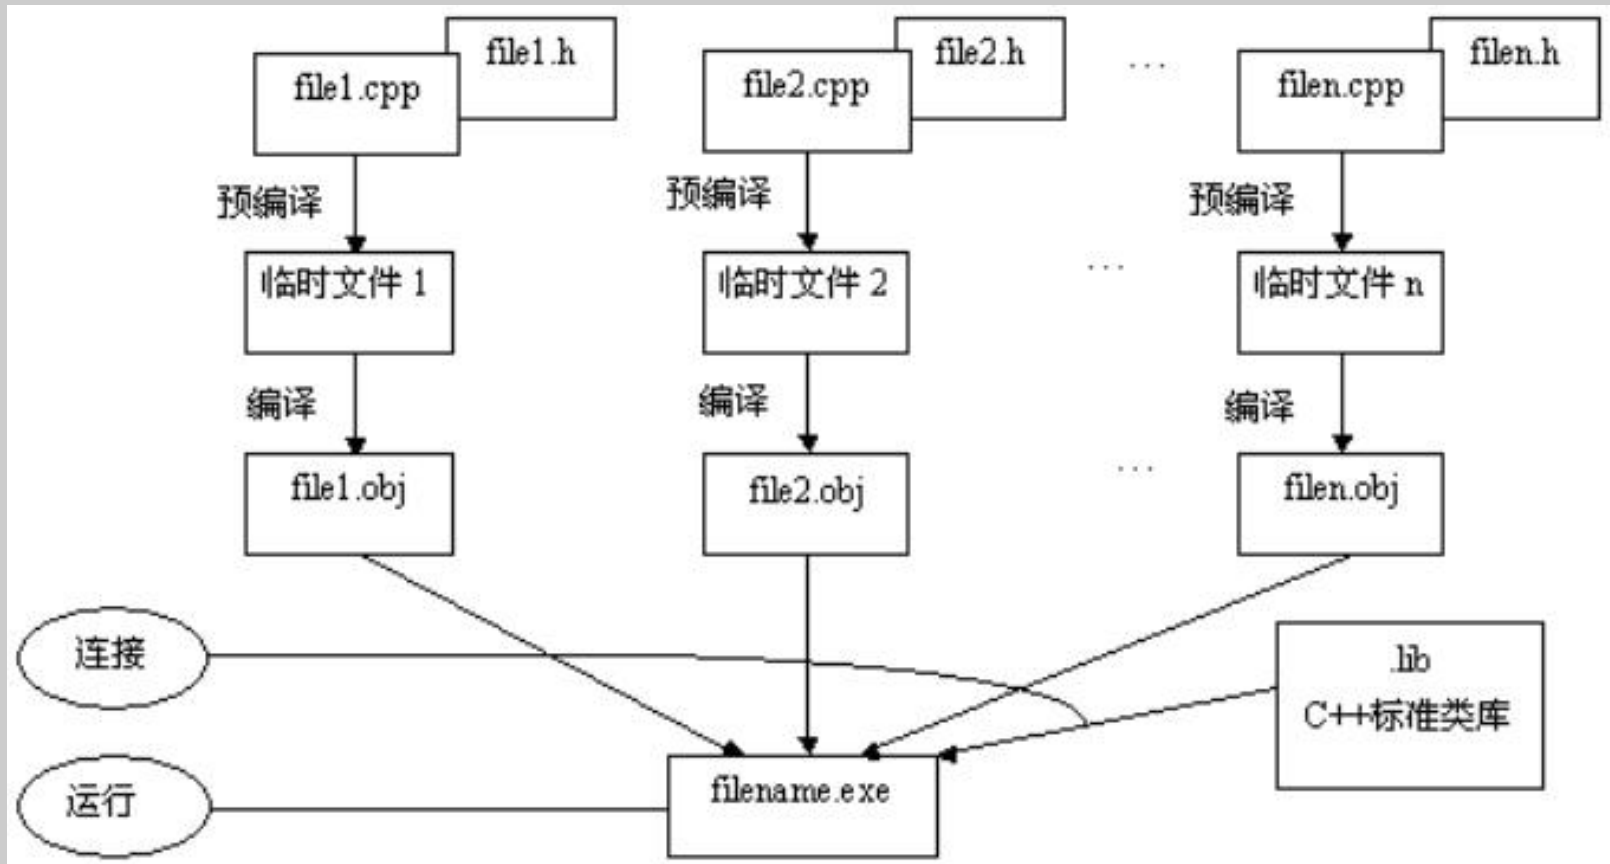 file1.h
file2.h
...
filen.h
file1.cpp
file2.cpp
filen.cpp
预编译
预编译
预编译
临时文件 1
临时文件 2
...
临时文件 n
编译
编译
编译
file1.obj
file2.obj
...
filen.obj
连接
.lib
C++标准类库
运行
filename.exe